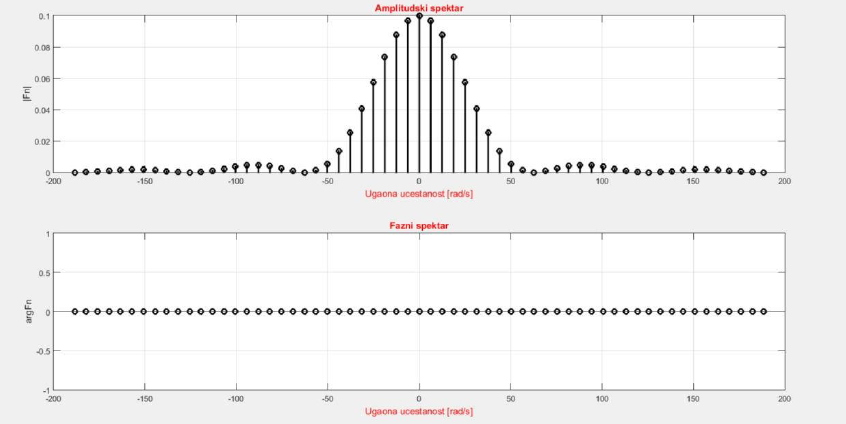 Amplitudski spektar
0.1
0.08
0.06
0.04
0.02
0
|Fn|
-200 -150 -100 -50 0 50 100 150 200
Ugaona ucestanost [rad/s]
Fazni spektar
1
0.5
0
-0.5
-1
argFn
-200 -150 -100 -50 0 50 100 150 200
Ugaona ucestanost [rad/s]